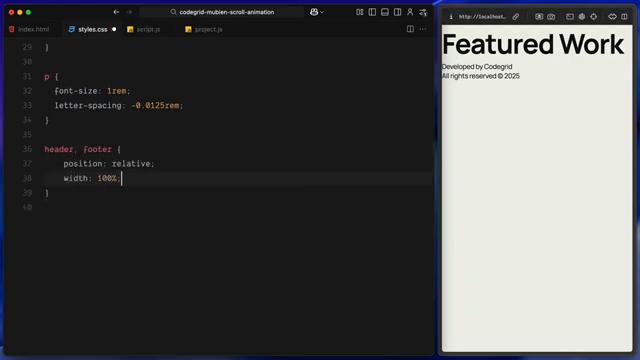 codegrid-mubien-scroll-animation
index.html
styles.css
script.js
project.js
http://localhost...
29 }
30
31 p {
32 font-size: 1rem;
33 letter-spacing: -0.0125rem;
34 }
35
36 header, footer {
37 position: relative;
38 width: 100%;
39 }
40
Featured Work
Developed by Codegrid
All rights reserved © 2025